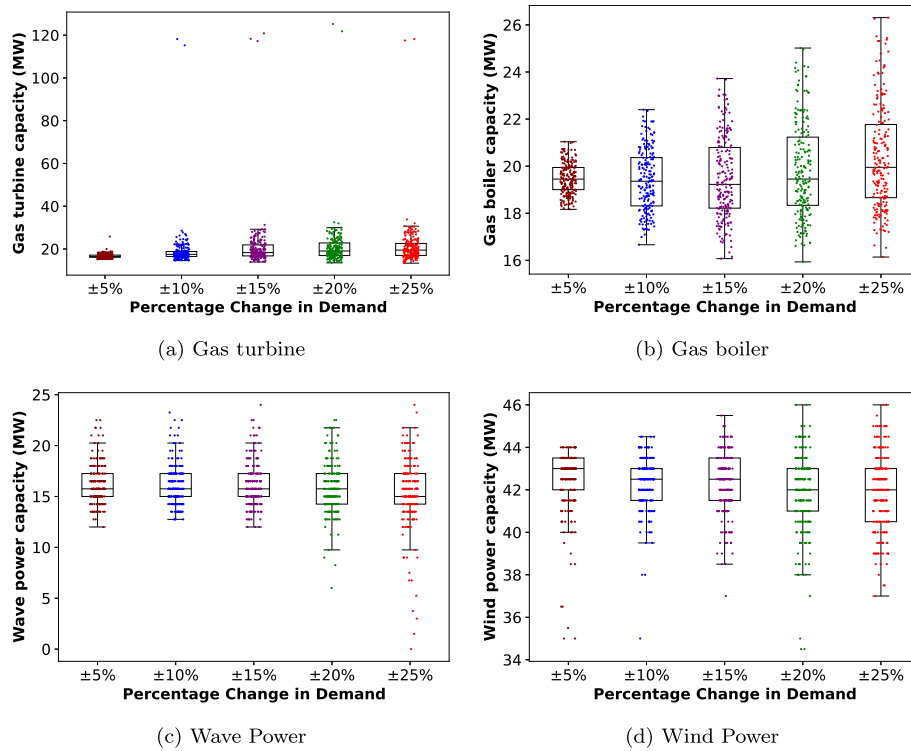 Gas turbine capacity (MW)
120
100
80
60
40
20
±5% ±10% ±15% ±20% ±25%
Percentage Change in Demand
(a) Gas turbine
Gas boiler capacity (MW)
26
24
22
20
18
16
±5% ±10% ±15% ±20% ±25%
Percentage Change in Demand
(b) Gas boiler
Wave power capacity (MW)
25
20
15
10
5
0
±5% ±10% ±15% ±20% ±25%
Percentage Change in Demand
(c) Wave Power
Wind power capacity (MW)
46
44
42
40
38
36
34
±5% ±10% ±15% ±20% ±25%
Percentage Change in Demand
(d) Wind Power